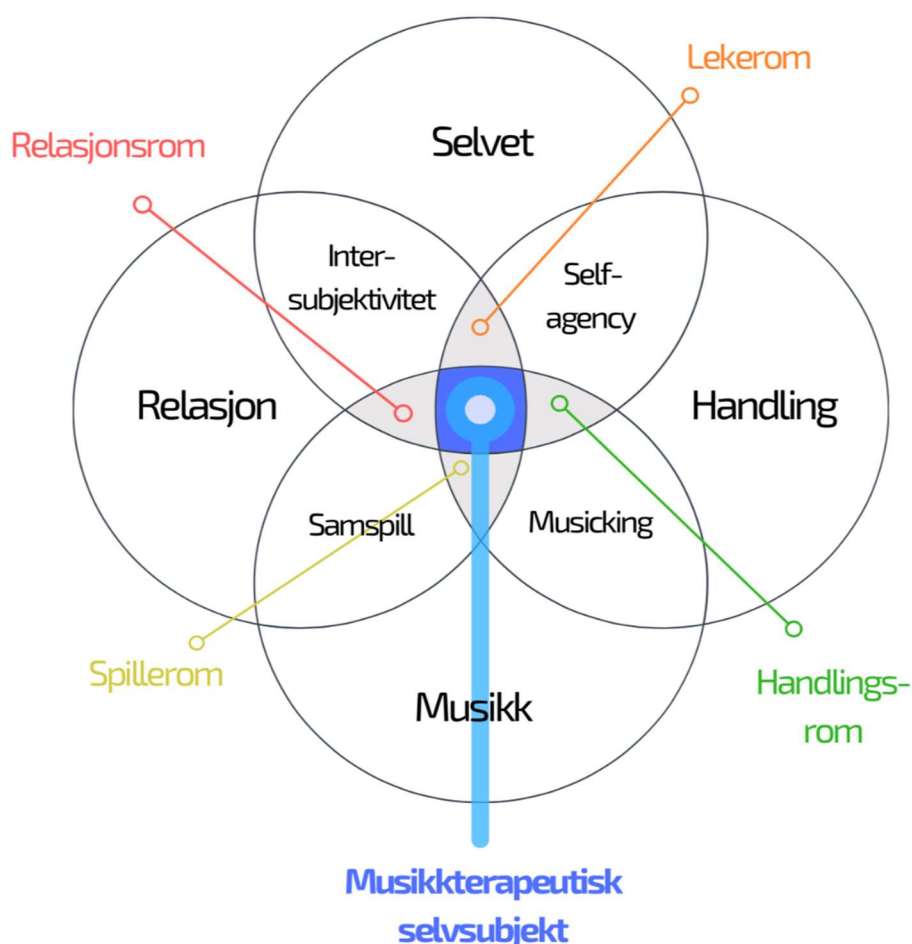 Lekerom
Relasjonsrom
Selvet
Inter-
subjektivitet
Self-
agency
Relasjon
Handling
Samspill
Musicking
Spillerom
Handlings-
rom
Musikk
Musikkterapeutisk
selvsubjekt